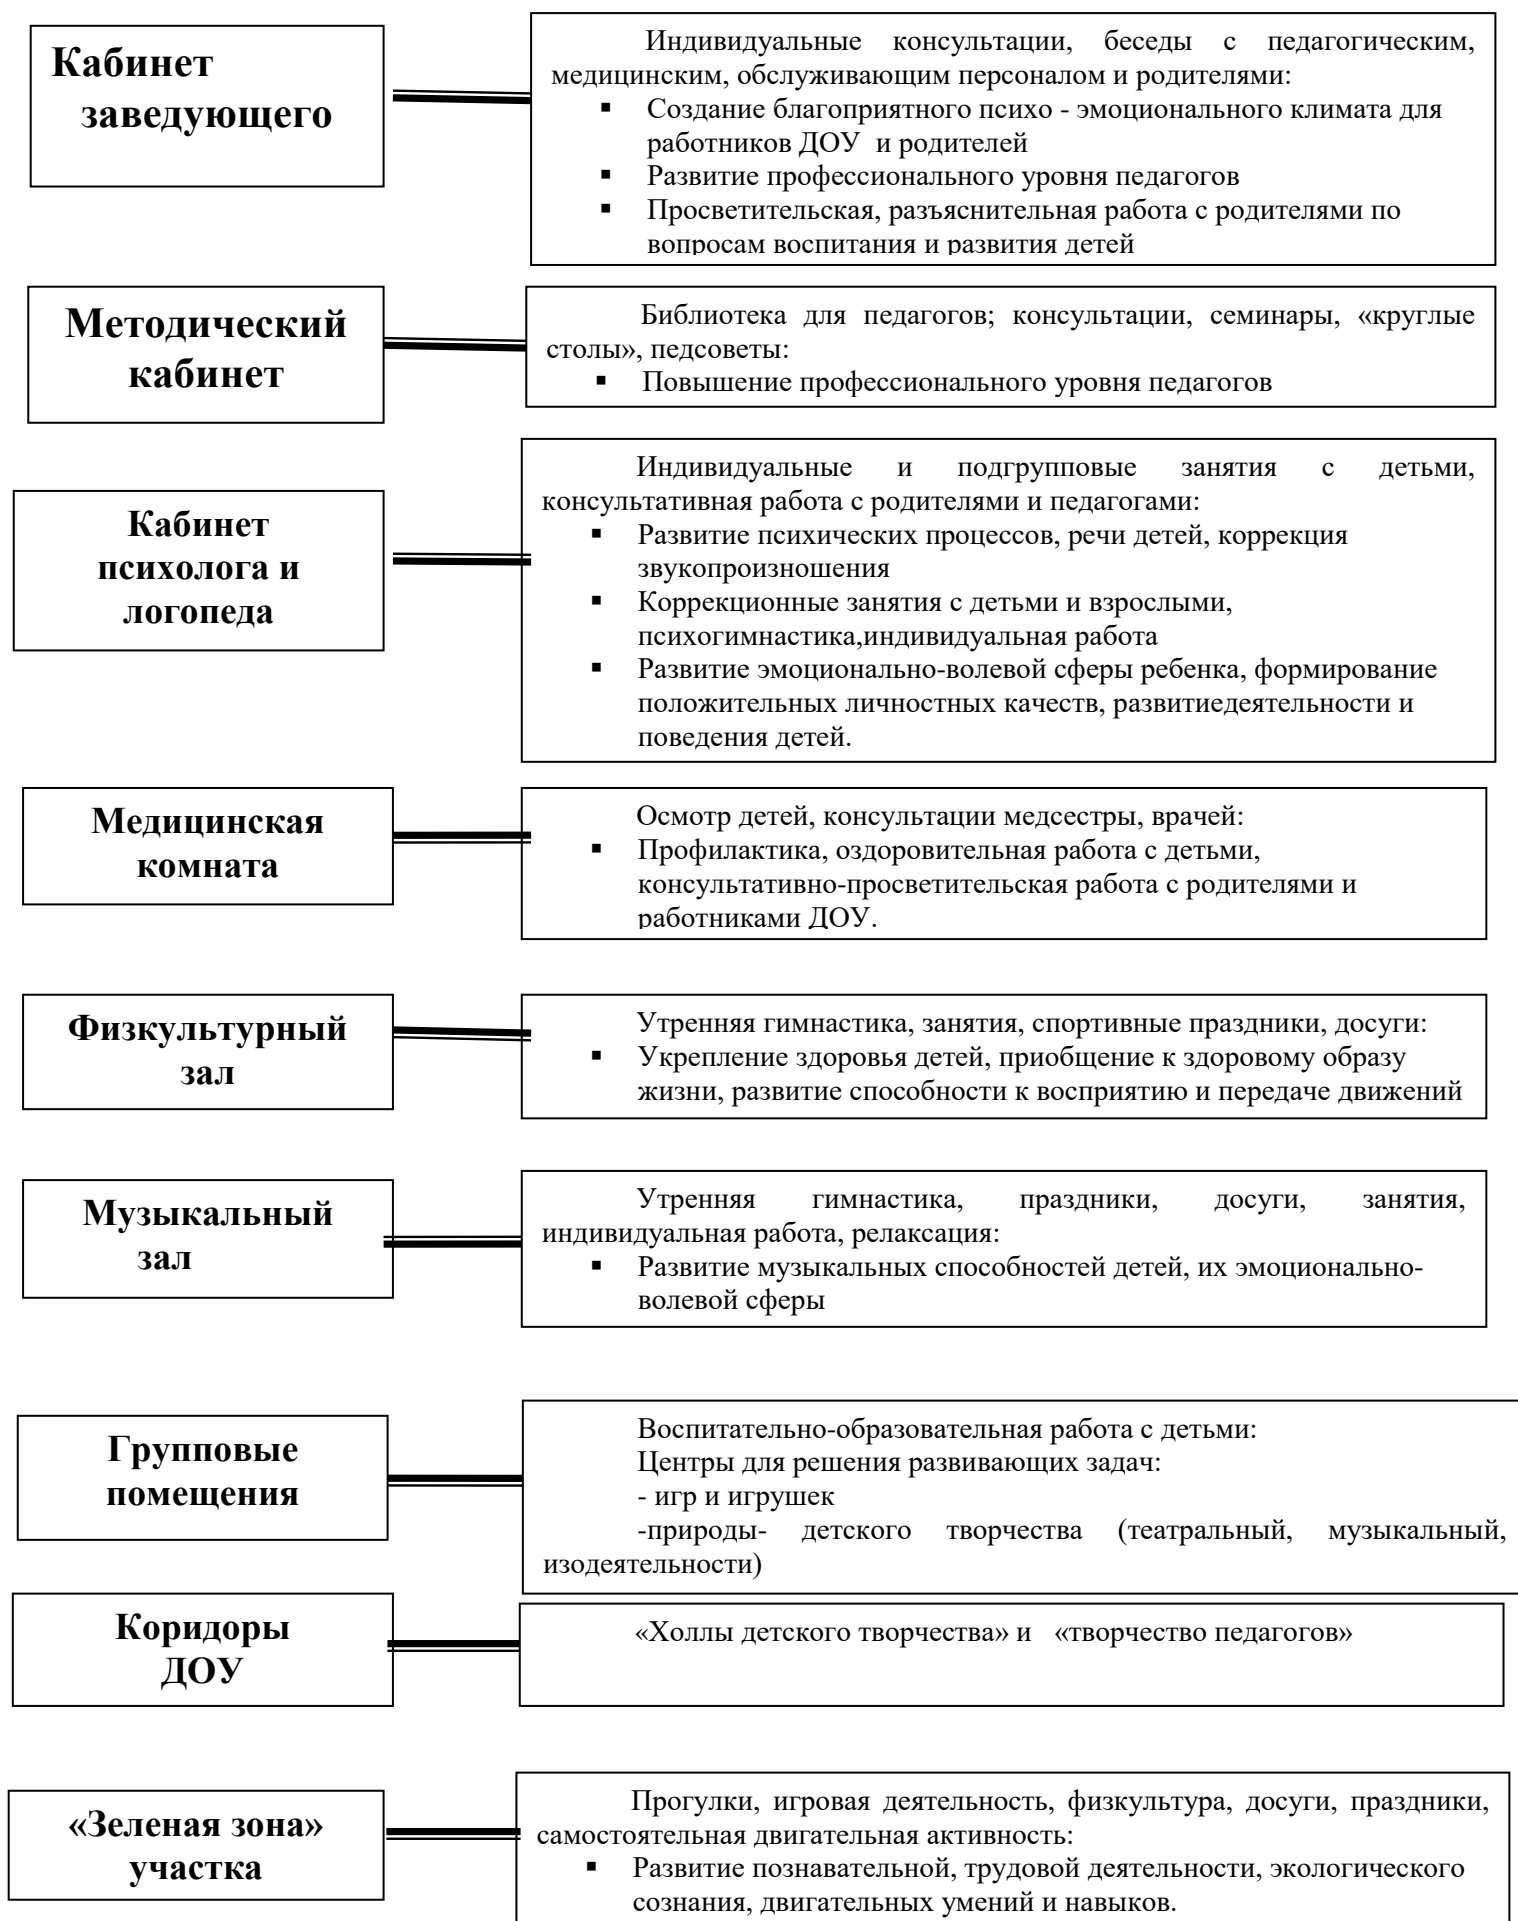 Кабинет
заведующего
Индивидуальные консультации, беседы с педагогическим,
медицинским, обслуживающим персоналом и родителями:
▪ Создание благоприятного психо - эмоционального климата для
работников ДОУ и родителей
▪ Развитие профессионального уровня педагогов
▪ Просветительская, разъяснительная работа с родителями по
вопросам воспитания и развития детей
Методический
кабинет
Библиотека для педагогов; консультации, семинары, «круглые
столы», педсоветы:
▪ Повышение профессионального уровня педагогов
Кабинет
психолога и
логопеда
Индивидуальные и подгрупповые занятия с детьми,
консультативная работа с родителями и педагогами:
▪ Развитие психических процессов, речи детей, коррекция
звукопроизношения
▪ Коррекционные занятия с детьми и взрослыми,
психогимнастика,индивидуальная работа
▪ Развитие эмоционально-волевой сферы ребенка, формирование
положительных личностных качеств, развитиедеятельности и
поведения детей.
Медицинская
комната
Осмотр детей, консультации медсестры, врачей:
▪ Профилактика, оздоровительная работа с детьми,
консультативно-просветительская работа с родителями и
работниками ДОУ.
Физкультурный
зал
Утренняя гимнастика, занятия, спортивные праздники, досуги:
▪ Укрепление здоровья детей, приобщение к здоровому образу
жизни, развитие способности к восприятию и передаче движений
Музыкальный
зал
Утренняя гимнастика, праздники, досуги, занятия,
индивидуальная работа, релаксация:
▪ Развитие музыкальных способностей детей, их эмоционально-
волевой сферы
Групповые
помещения
Воспитательно-образовательная работа с детьми:
Центры для решения развивающих задач:
- игр и игрушек
-природы- детского творчества (театральный, музыкальный,
изодеятельности)
Коридоры
ДОУ
«Холлы детского творчества» и «творчество педагогов»
«Зеленая зона»
участка
Прогулки, игровая деятельность, физкультура, досуги, праздники,
самостоятельная двигательная активность:
▪ Развитие познавательной, трудовой деятельности, экологического
сознания, двигательных умений и навыков.